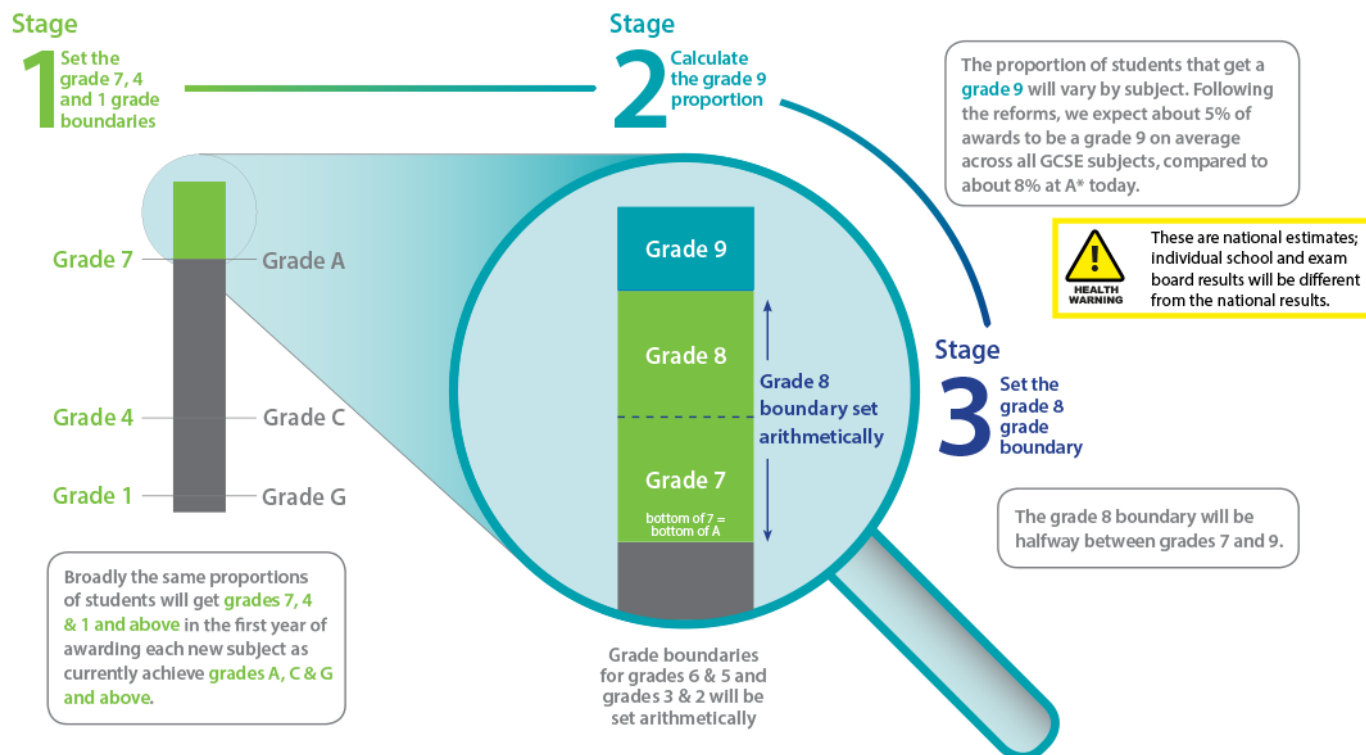 Stage
1
Set the
grade 7, 4
and 1 grade
boundaries
Stage
2
Calculate
the grade 9
proportion
The proportion of students that get a
grade 9 will vary by subject. Following
the reforms, we expect about 5% of
awards to be a grade 9 on average
across all GCSE subjects, compared to
about 8% at A* today.
HEALTH
WARNING
These are national estimates;
individual school and exam
board results will be different
from the national results.
Grade 7
Grade A
Grade 4
Grade C
Grade 1
Grade G
Grade 9
Grade 8
Grade 7
bottom of 7 =
bottom of A
Grade 8
boundary set
arithmetically
Stage
3
Set the
grade 8
grade
boundary
The grade 8 boundary will be
halfway between grades 7 and 9.
Broadly the same proportions
of students will get grades 7, 4
& 1 and above in the first year of
awarding each new subject as
currently achieve grades A, C & G
and above.
Grade boundaries
for grades 6 & 5 and
grades 3 & 2 will be
set arithmetically